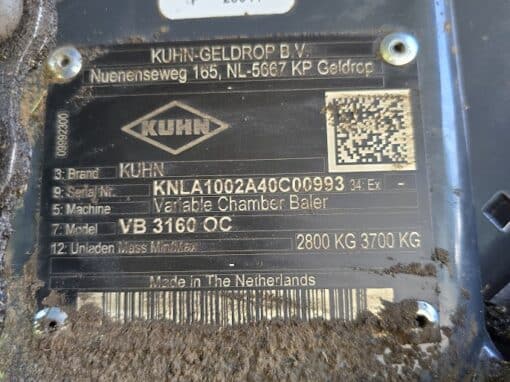 KUHN-GELDROP B.V.
Nuenenseweg 165, NL-5667 KP Geldrop
09992300
KUHN
3: Brand KUHN
9: Serial Nr. KNLA1002A40C00993 34: Ex -
5: Machine Variable Chamber Baler
7: Model VB 3160 OC
12: Unladen Mass Min/Max 2800 KG 3700 KG
Made in The Netherlands